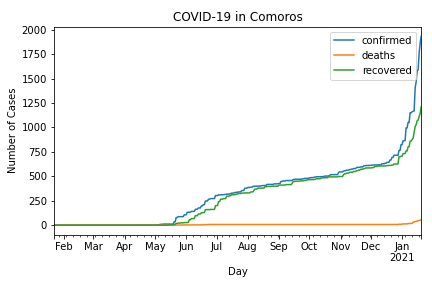 COVID-19 in Comoros
confirmed
deaths
recovered
Number of Cases
2000
1750
1500
1250
1000
750
500
250
0
Feb Mar Apr May Jun Jul Aug Sep Oct Nov Dec Jan
2021
Day